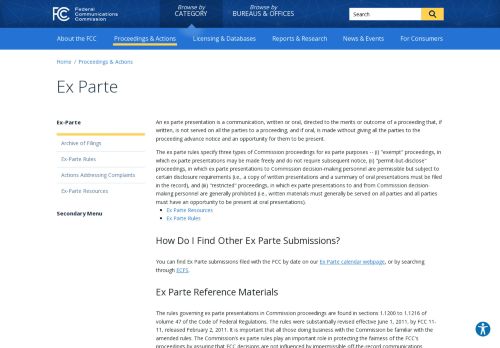 FCC
Federal
Communications
Commission
Browse by
CATEGORY
Browse by
BUREAUS & OFFICES
Search
About the FCC
Proceedings & Actions
Licensing & Databases
Reports & Research
News & Events
For Consumers
Home / Proceedings & Actions
Ex Parte
Ex-Parte
Archive of Filings
Ex-Parte Rules
Actions Addressing Complaints
Ex-Parte Resources
Secondary Menu
An ex parte presentation is a communication, written or oral, directed to the merits or outcome of a proceeding that, if
written, is not served on all the parties to a proceeding, and if oral, is made without giving all the parties to the
proceeding advance notice and an opportunity for them to be present.
The ex parte rules specify three types of Commission proceedings for ex parte purposes -- (i) "exempt" proceedings, in
which ex parte presentations may be made freely and do not require subsequent notice, (ii) "permit-but-disclose"
proceedings, in which ex parte presentations to Commission decision-making personnel are permissible but subject to
certain disclosure requirements (i.e., a copy of written presentations and a summary of oral presentations must be filed
in the record), and (iii) "restricted" proceedings, in which ex parte presentations to and from Commission decision-
making personnel are generally prohibited (i.e., written materials must generally be served on all parties and all parties
must have an opportunity to be present at oral presentations).
Ex Parte Resources
Ex Parte Rules
How Do I Find Other Ex Parte Submissions?
You can find Ex Parte submissions filed with the FCC by date on our Ex Parte calendar webpage, or by searching
through ECFS.
Ex Parte Reference Materials
The rules governing ex parte presentations in Commission proceedings are found in sections 1.1200 to 1.1216 of
volume 47 of the Code of Federal Regulations. The rules were substantially revised effective June 1, 2011, by FCC 11-
11, released February 2, 2011. It is important that all those doing business with the Commission be familiar with the
amended rules. The Commission's ex parte rules play an important role in protecting the fairness of the FCC's
proceedings by assuring that FCC decisions are not influenced by impermissible off-the-record communications